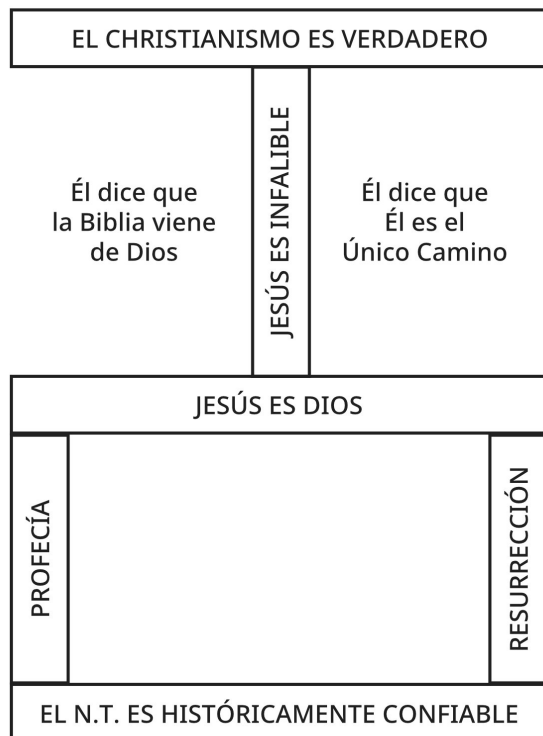 EL CHRISTIANISMO ES VERDADERO
JESÚS ES INFALIBLE
Él dice que
la Biblia viene
de Dios
Él dice que
Él es el
Único Camino
JESÚS ES DIOS
PROFECÍA
RESURRECCIÓN
EL N.T. ES HISTÓRICAMENTE CONFIABLE